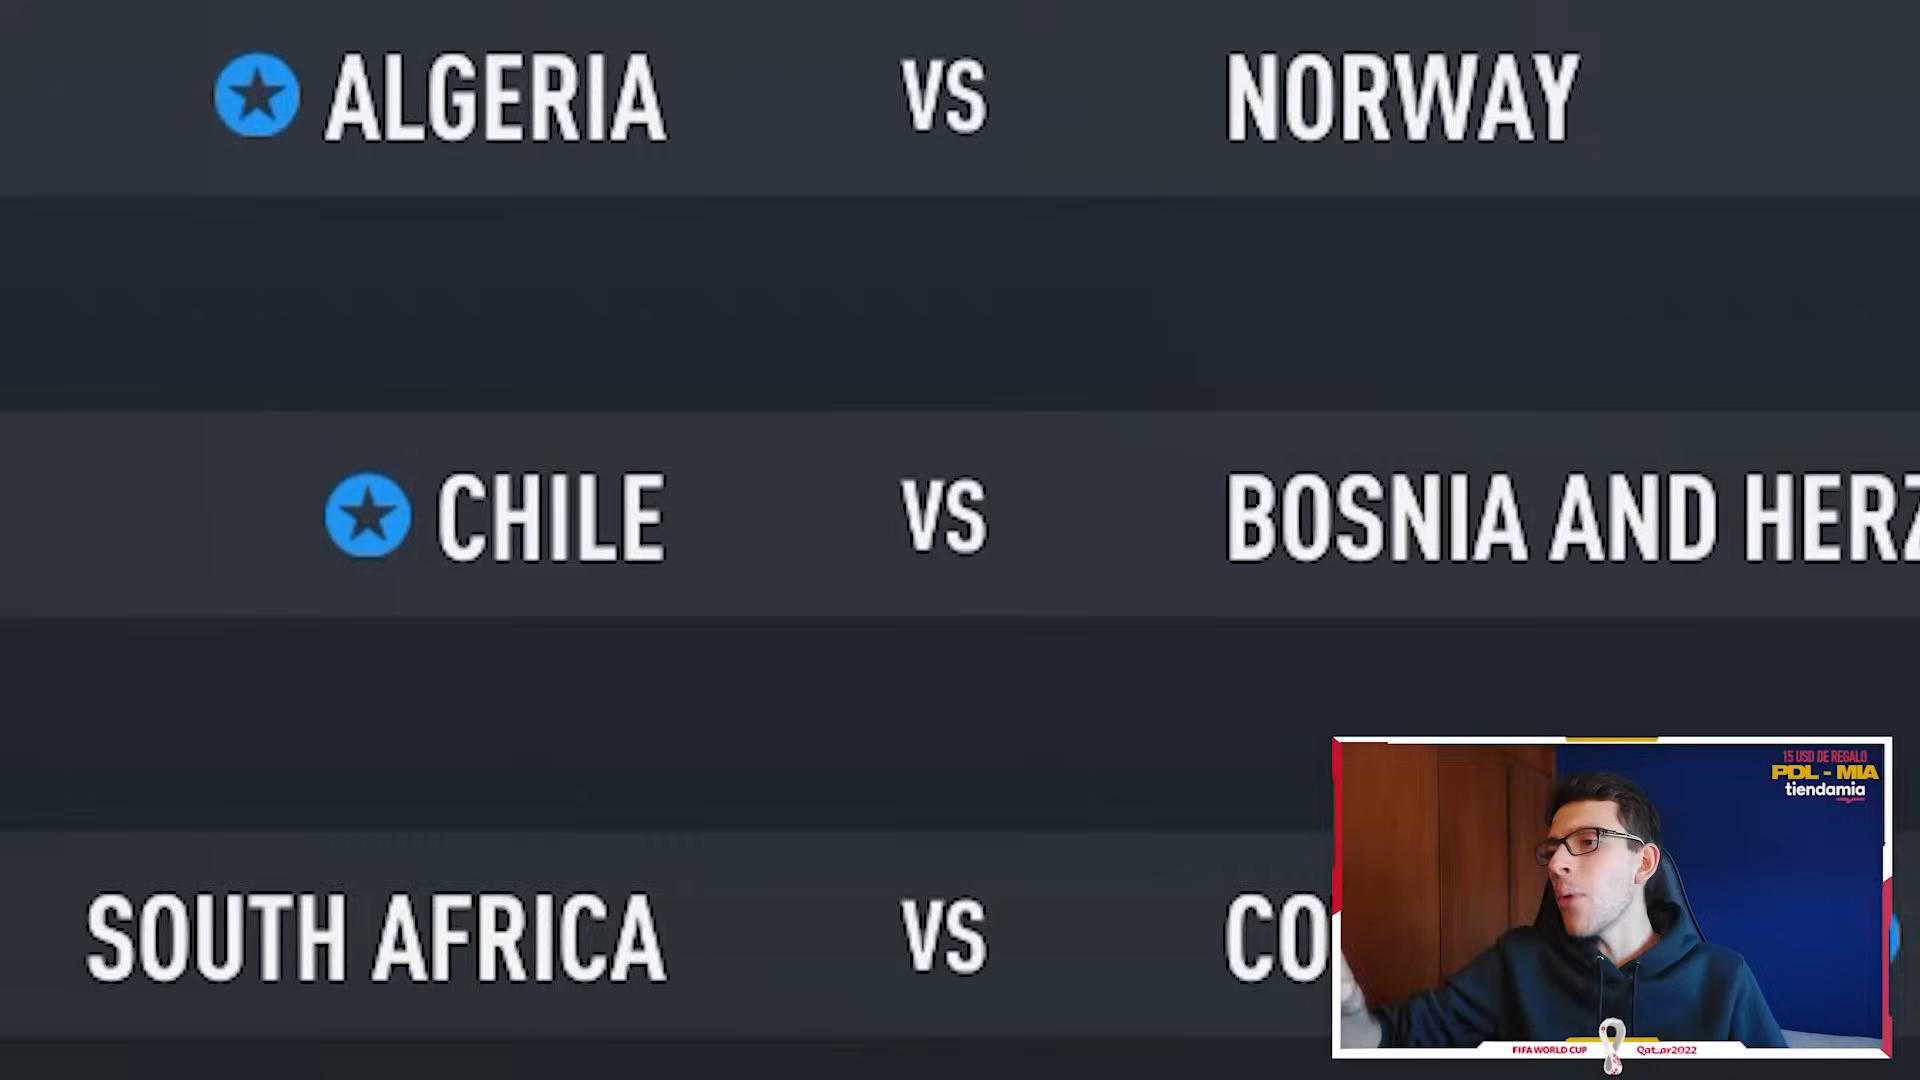 ALGERIA VS NORWAY
CHILE VS BOSNIA AND HERZ
SOUTH AFRICA VS CO
15 USD DE REGALO
PDL - MIA
tiendamia
FIFA WORLD CUP Qatar2022